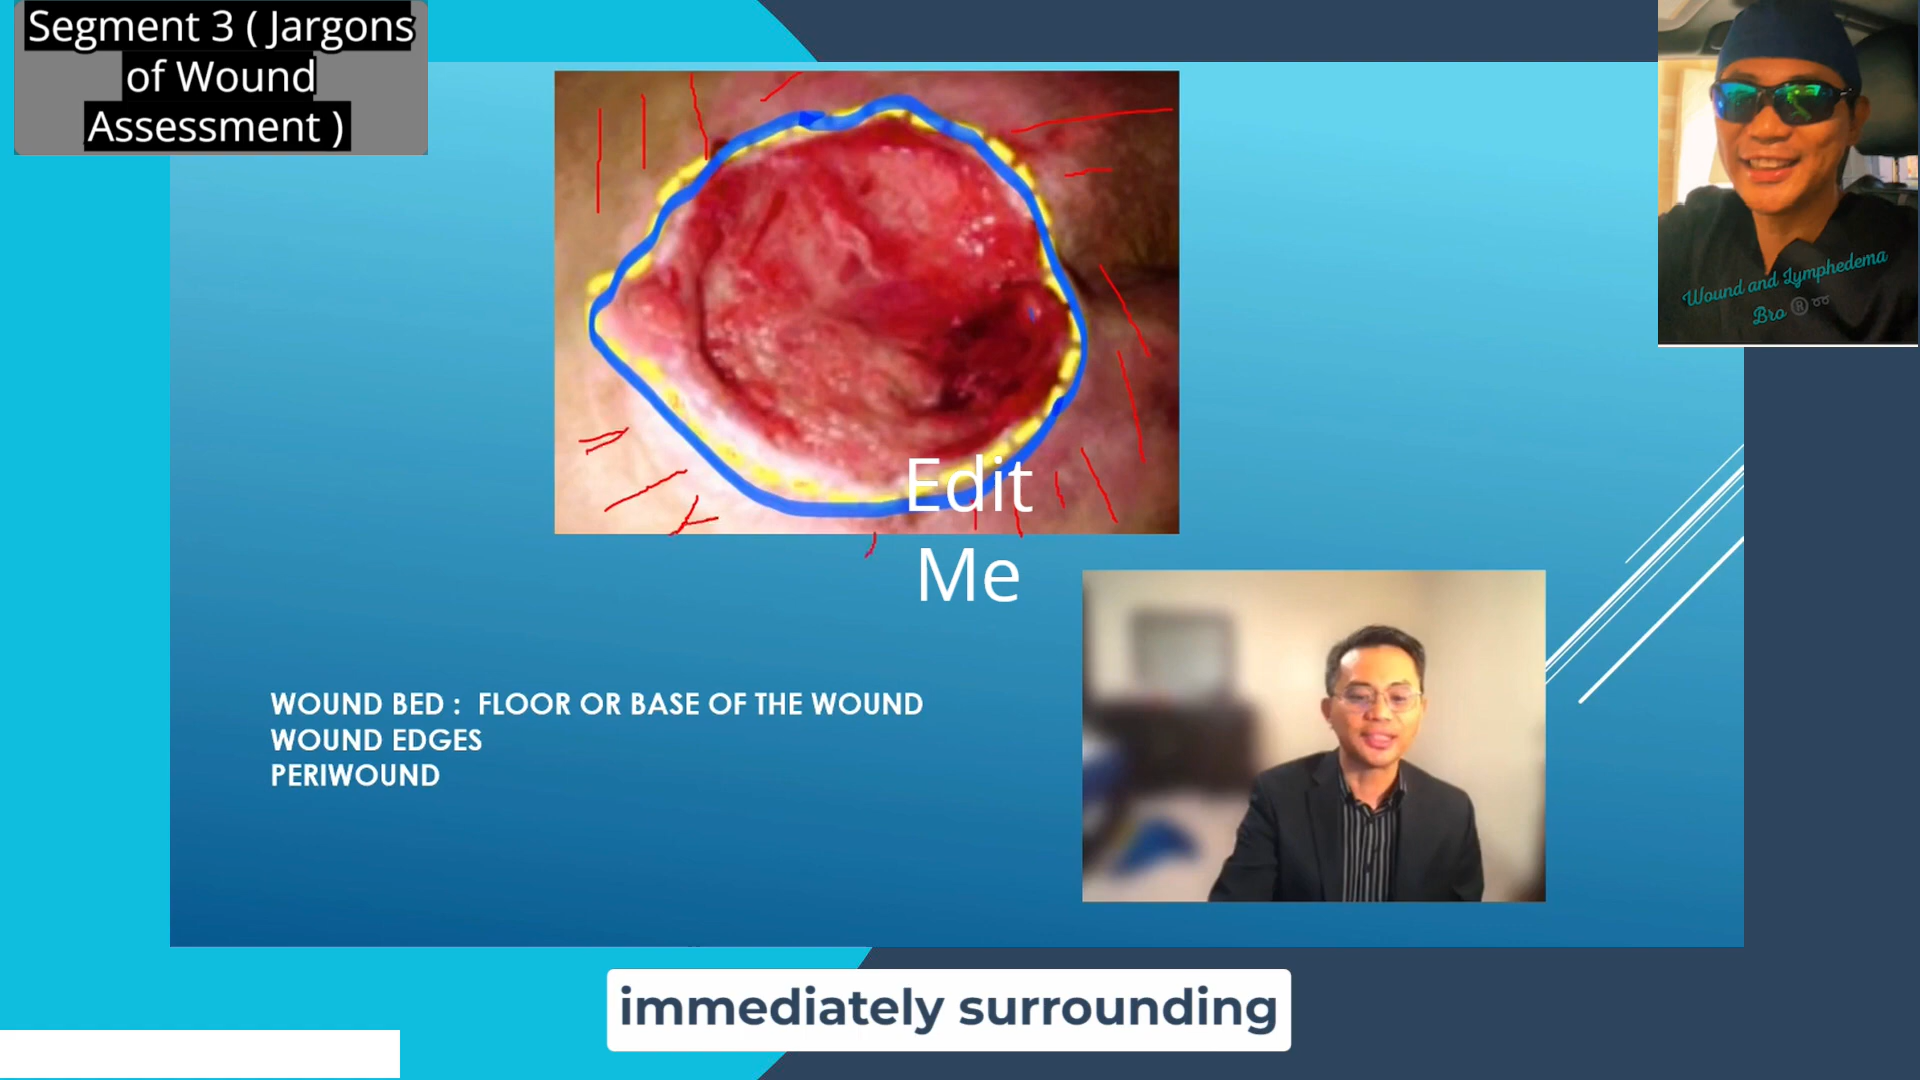 Segment 3 ( Jargons
of Wound
Assessment )
Wound and Lymphedema
Bro ®
Edit
Me
WOUND BED : FLOOR OR BASE OF THE WOUND
WOUND EDGES
PERIWOUND
immediately surrounding